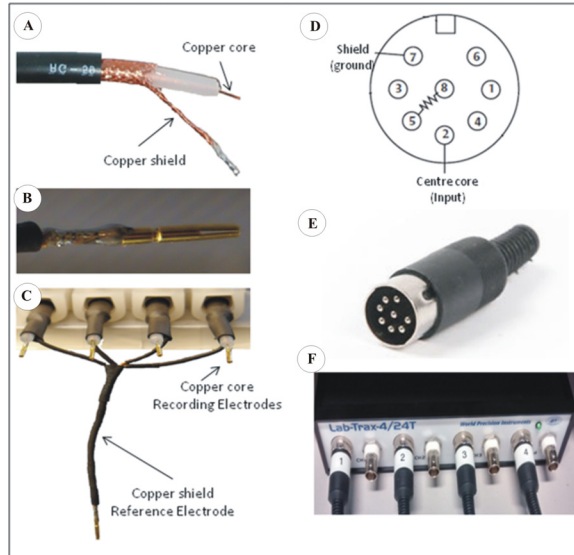 A
Copper core
RG - 59
Copper shield
B
C
Copper core
Recording Electrodes
Copper shield
Reference Electrode
D
Shield
(ground)
7
6
3
8
1
5
4
2
Centre core
(Input)
E
F
Lab-Trax-4/24T
World Precision Instruments
1
2
3
4